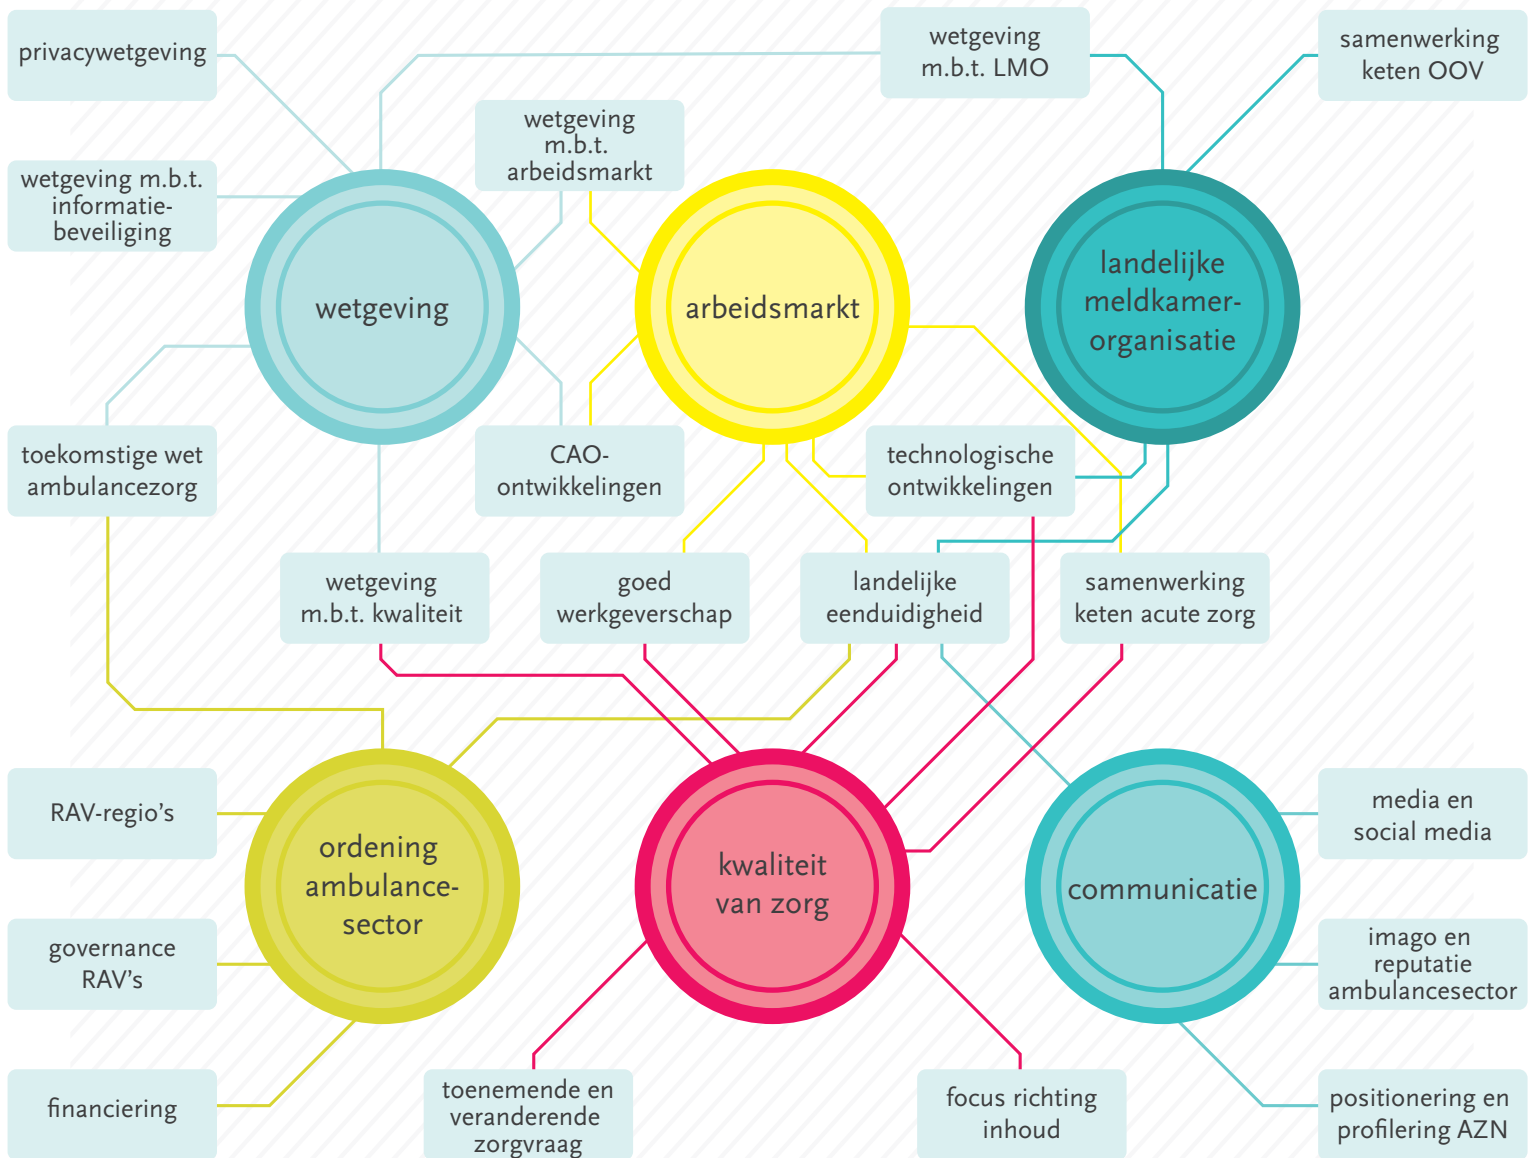 privacywetgeving
wetgeving
m.b.t. LMO
samenwerking
keten OOV
wetgeving
m.b.t.
arbeidsmarkt
wetgeving m.b.t.
informatie-
beveiliging
wetgeving
arbeidsmarkt
landelijke
meldkamer-
organisatie
toekomstige wet
ambulancezorg
CAO-
ontwikkelingen
technologische
ontwikkelingen
wetgeving
m.b.t. kwaliteit
goed
werkgeverschap
landelijke
eenduidigheid
samenwerking
keten acute zorg
RAV-regio’s
ordening
ambulance-
sector
kwaliteit
van zorg
communicatie
media en
social media
governance
RAV’s
imago en
reputatie
ambulancesector
financiering
toenemende en
veranderende
zorgvraag
focus richting
inhoud
positionering en
profilering AZN